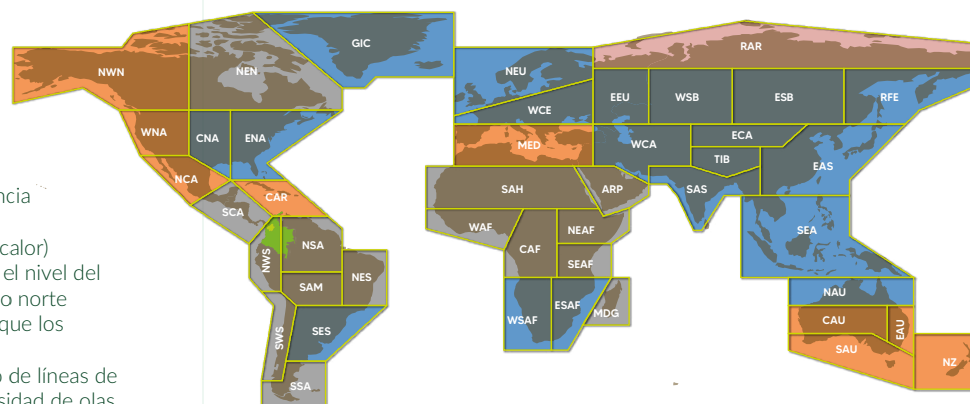 GIC
NWN
NEN
RAR
NEU
WCE
EEU
WSB
ESB
RFE
WNA
CNA
ENA
MED
WCA
ECA
TIB
EAS
NCA
CAR
SCA
SAH
ARP
SAS
WAF
CAF
NEAF
SEAF
SEA
NWS
NSA
SAM
NES
WSAF
ESAF
MDG
NAU
CAU
EAU
SAU
NZ
SWS
SES
SSA
ncia
calor)
el nivel del
o norte
que los
o de líneas de
sidad de olas